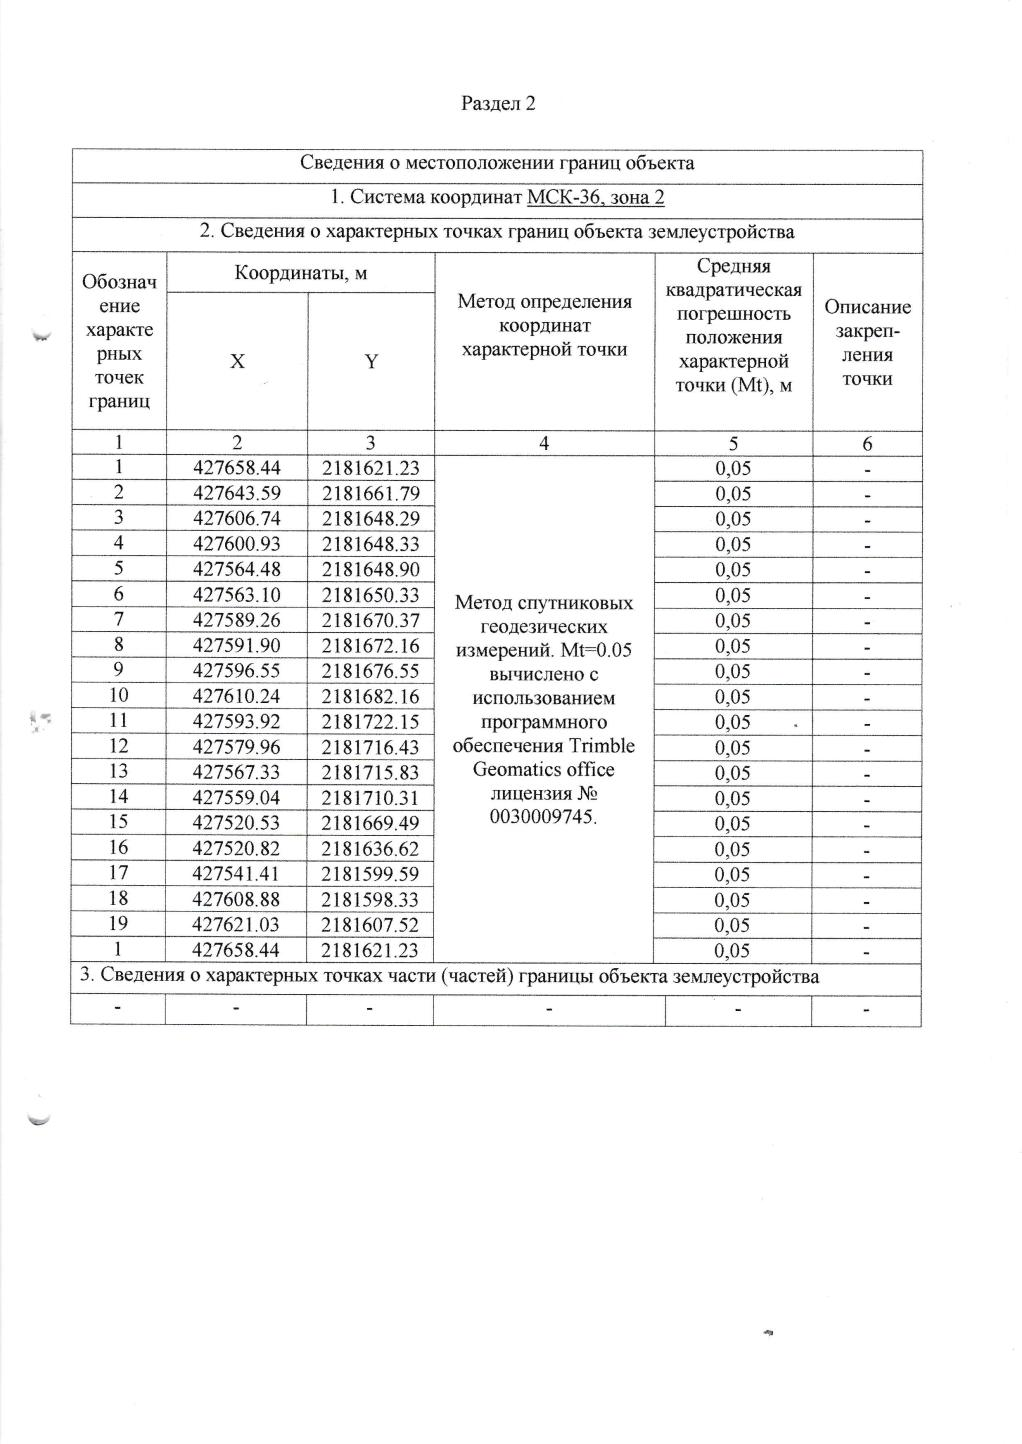 Раздел 2
Сведения о местоположении границ объекта
1. Система координат МСК-36, зона 2
2. Сведения о характерных точках границ объекта землеустройства
Обознач
ение
характе
рных
точек
границ
Координаты, м
X
Y
Метод определения
координат
характерной точки
Средняя
квадратическая
погрешность
положения
характерной
точки (Mt), м
Описание
закреп-
ления
точки
1 2 3 4 5 6
1 427658.44 2181621.23 0,05 -
2 427643.59 2181661.79 0,05 -
3 427606.74 2181648.29 0,05 -
4 427600.93 2181648.33 0,05 -
5 427564.48 2181648.90 0,05 -
6 427563.10 2181650.33 0,05 -
7 427589.26 2181670.37 0,05 -
8 427591.90 2181672.16 0,05 -
9 427596.55 2181676.55 0,05 -
10 427610.24 2181682.16 0,05 -
11 427593.92 2181722.15 0,05 -
12 427579.96 2181716.43 0,05 -
13 427567.33 2181715.83 0,05 -
14 427559.04 2181710.31 0,05 -
15 427520.53 2181669.49 0,05 -
16 427520.82 2181636.62 0,05 -
17 427541.41 2181599.59 0,05 -
18 427608.88 2181598.33 0,05 -
19 427621.03 2181607.52 0,05 -
1 427658.44 2181621.23 0,05 -
Метод спутниковых
геодезических
измерений. Mt=0.05
вычислено с
использованием
программного
обеспечения Trimble
Geomatics office
лицензия №
0030009745.
3. Сведения о характерных точках части (частей) границы объекта землеустройства
- - - - - -